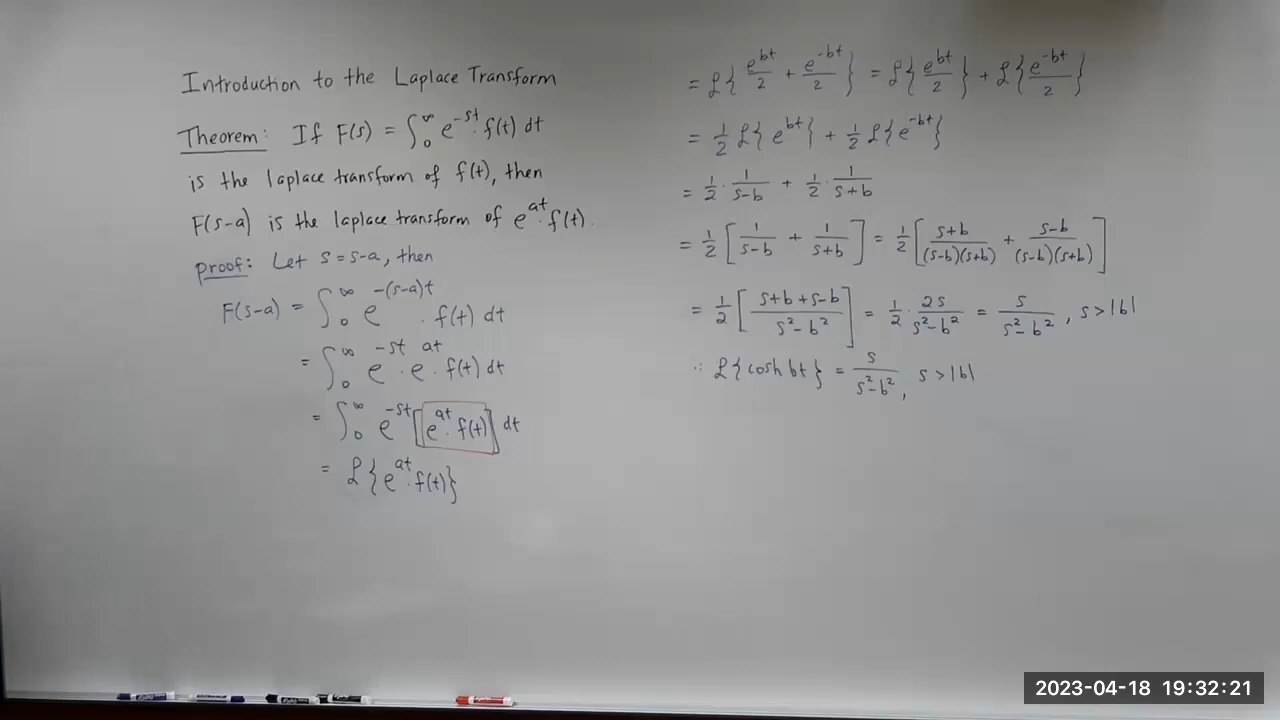 Introduction to the Laplace Transform
Theorem: If F(s) = ∫₀^∞ e^{-st}·f(t) dt
is the laplace transform of f(t), then
F(s-a) is the laplace transform of e^{at}·f(t).
proof: Let s = s-a, then
F(s-a) = ∫₀^∞ e^{-(s-a)t} · f(t) dt
= ∫₀^∞ e^{-st} · e^{at} · f(t) dt
= ∫₀^∞ e^{-st} [e^{at}·f(t)] dt
= ℒ{e^{at}·f(t)}
= ℒ{e^{bt}/2 + e^{-bt}/2} = ℒ{e^{bt}/2} + ℒ{e^{-bt}/2}
= 1/2 ℒ{e^{bt}} + 1/2 ℒ{e^{-bt}}
= 1/2 · 1/(s-b) + 1/2 · 1/(s+b)
= 1/2 [1/(s-b) + 1/(s+b)] = 1/2 [(s+b)/((s-b)(s+b)) + (s-b)/((s-b)(s+b))]
= 1/2 [(s+b+s-b)/(s²-b²)] = 1/2 · 2s/(s²-b²) = s/(s²-b²), s>|b|
∴ ℒ{cosh bt} = s/(s²-b²), s>|b|
2023-04-18 19:32:21